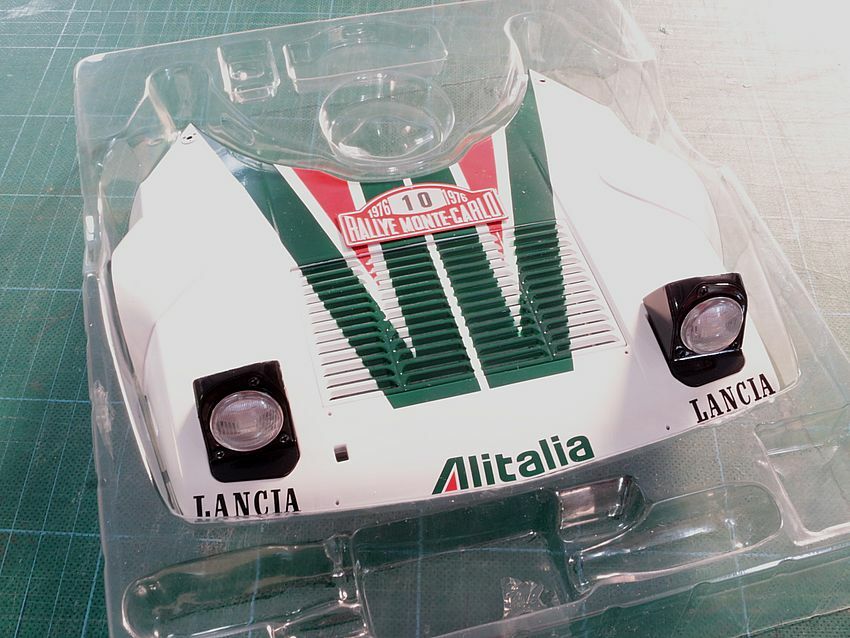 1976 10 1976
RALLYE MONTE-CARLO
LANCIA
Alitalia
LANCIA